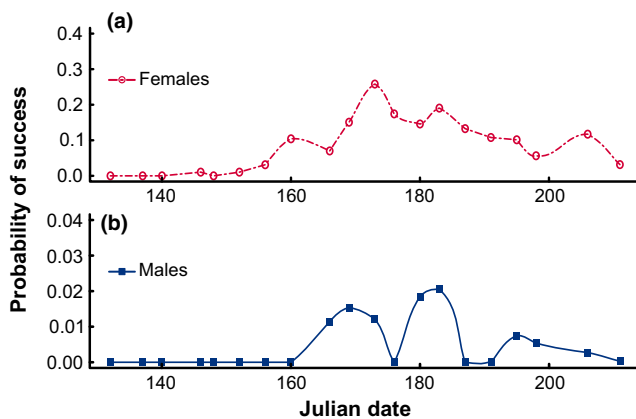 (a)
0.4
Females
0.3
0.2
0.1
0.0
140 160 180 200
Probability of success
(b)
0.04
0.03
Males
0.02
0.01
0.00
140 160 180 200
Julian date